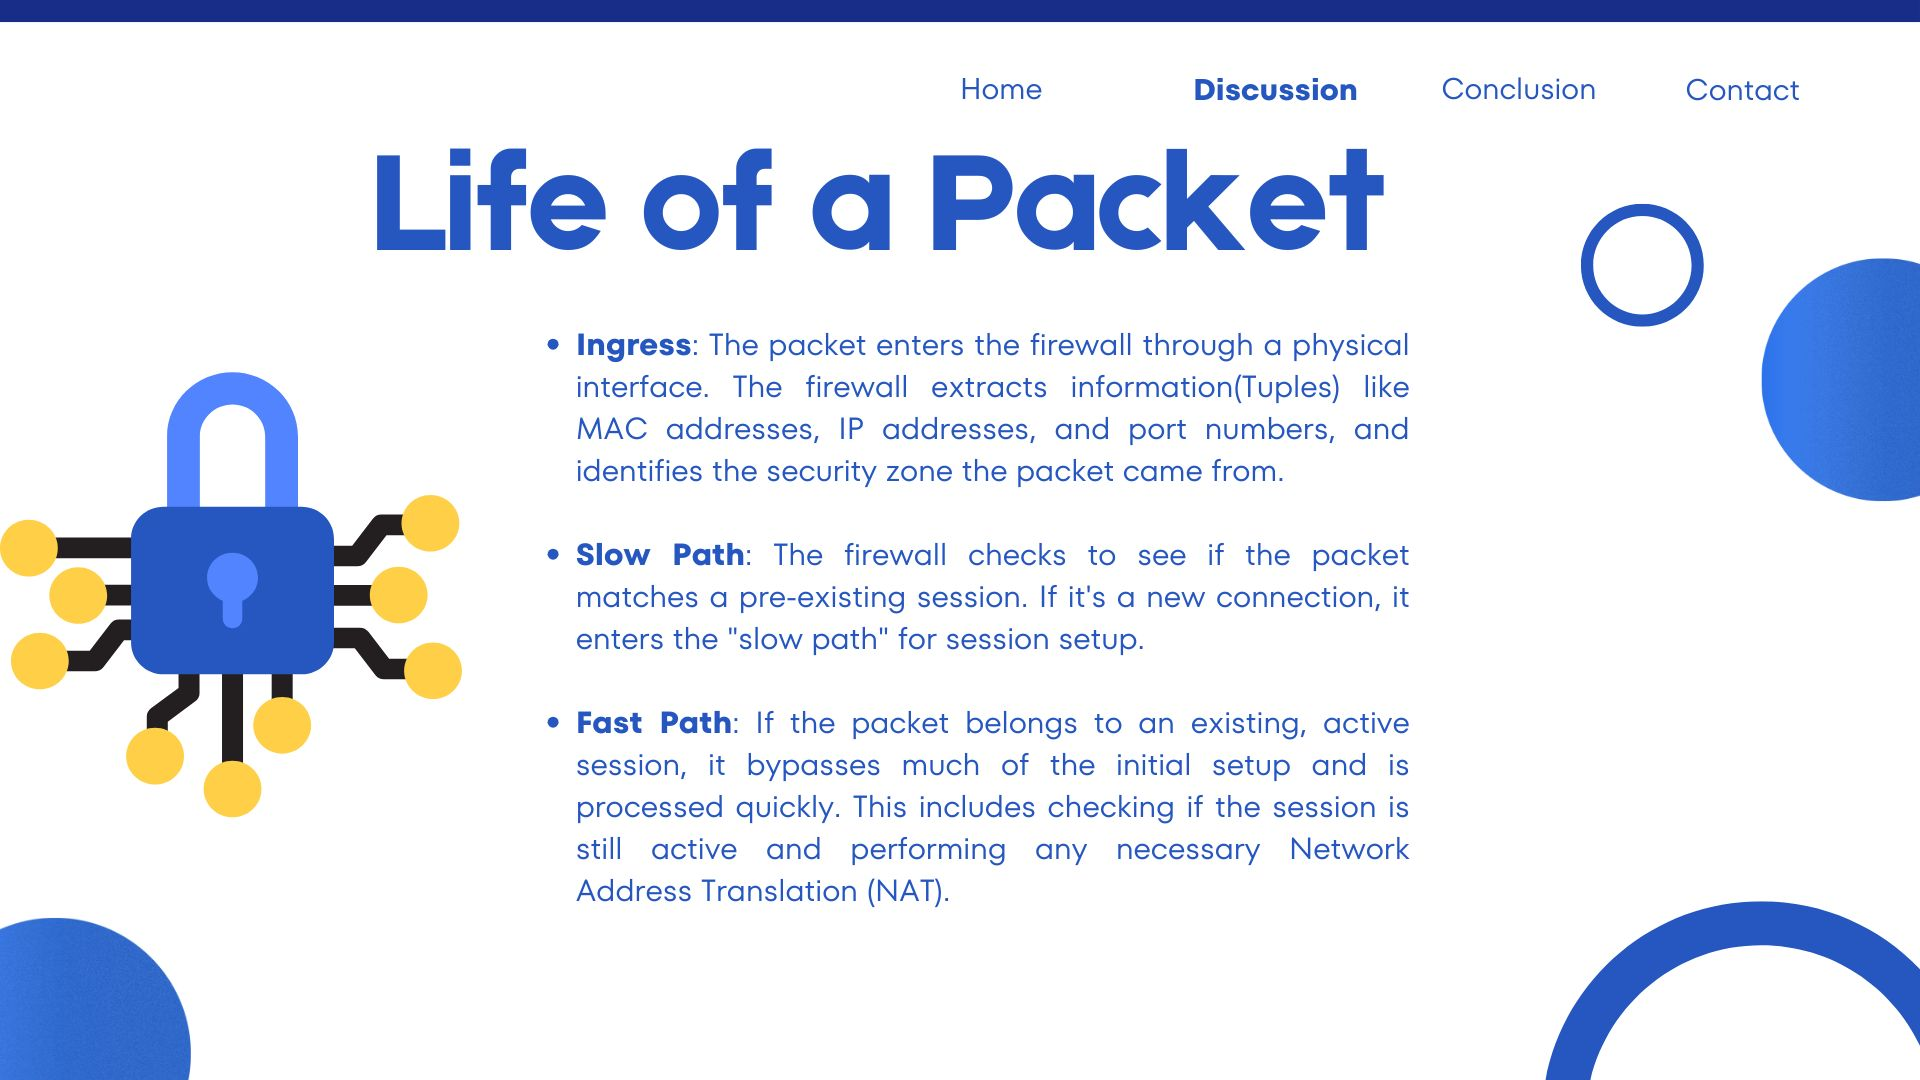 Home Discussion Conclusion Contact
Life of a Packet
• Ingress: The packet enters the firewall through a physical
interface. The firewall extracts information(Tuples) like
MAC addresses, IP addresses, and port numbers, and
identifies the security zone the packet came from.
• Slow Path: The firewall checks to see if the packet
matches a pre-existing session. If it's a new connection, it
enters the "slow path" for session setup.
• Fast Path: If the packet belongs to an existing, active
session, it bypasses much of the initial setup and is
processed quickly. This includes checking if the session is
still active and performing any necessary Network
Address Translation (NAT).